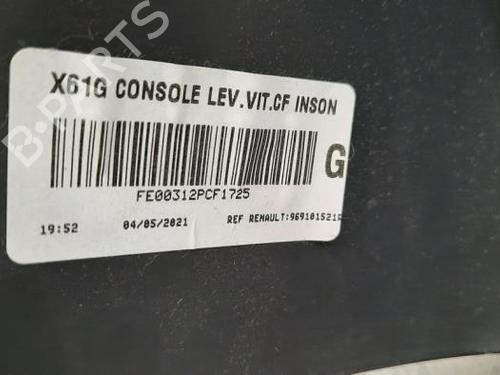 X61G CONSOLE LEV.VIT.CF INSON
G
FE00312PCF1725
19:52 04/05/2021 REF RENAULT:969101521R
B-PARTS